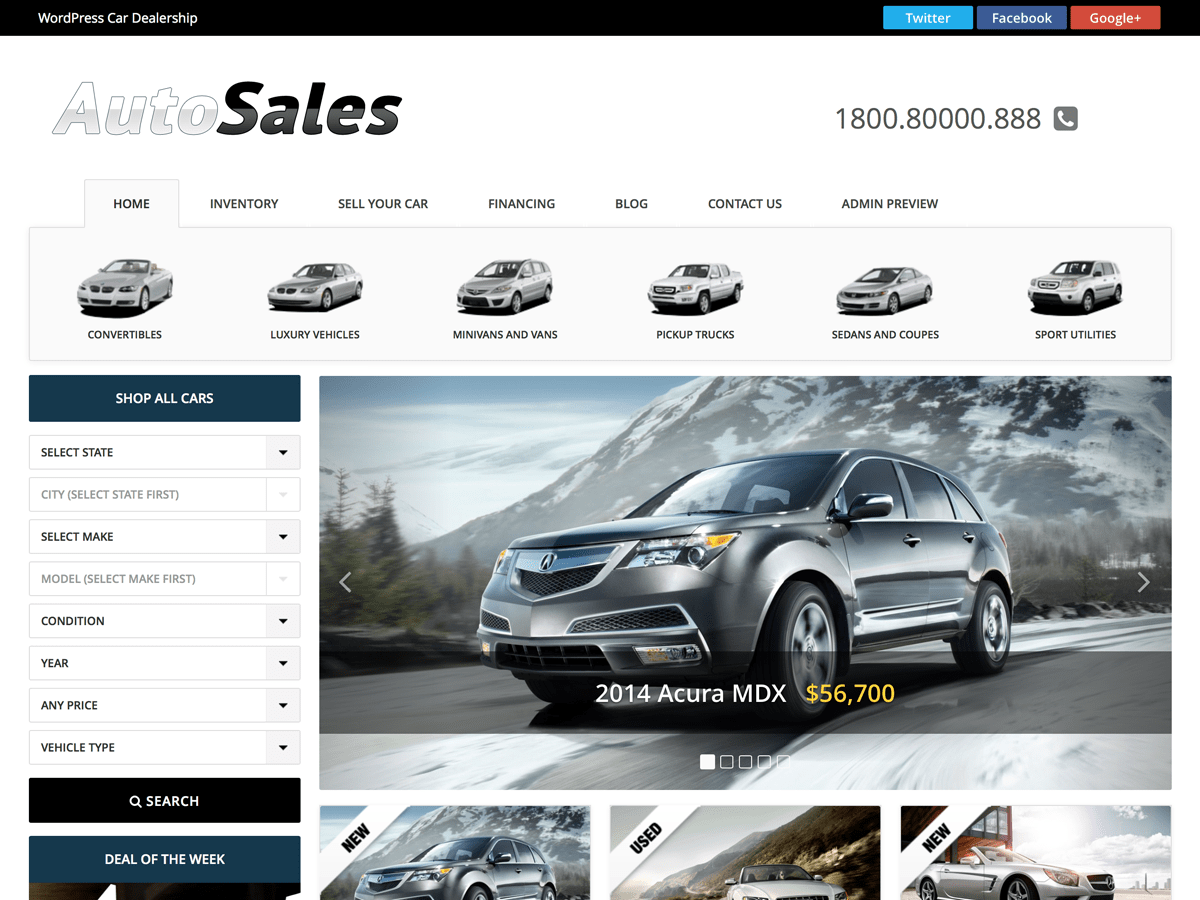 WordPress Car Dealership
Twitter
Facebook
Google+
AutoSales
1800.80000.888
HOME
INVENTORY
SELL YOUR CAR
FINANCING
BLOG
CONTACT US
ADMIN PREVIEW
CONVERTIBLES
LUXURY VEHICLES
MINIVANS AND VANS
PICKUP TRUCKS
SEDANS AND COUPES
SPORT UTILITIES
SHOP ALL CARS
SELECT STATE
CITY (SELECT STATE FIRST)
SELECT MAKE
MODEL (SELECT MAKE FIRST)
CONDITION
YEAR
ANY PRICE
VEHICLE TYPE
SEARCH
DEAL OF THE WEEK
2014 Acura MDX $56,700
NEW
USED
NEW